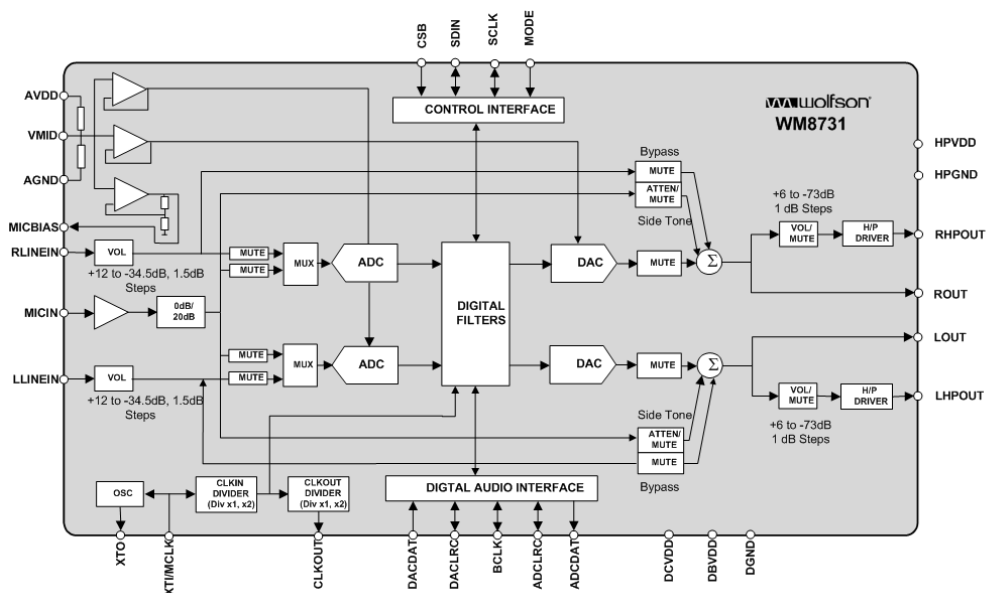 CSB
SDIN
SCLK
MODE
CONTROL INTERFACE
wolfson®
WM8731
AVDD
VMID
AGND
MICBIAS
RLINEIN
MICIN
LLINEIN
VOL
+12 to -34.5dB, 1.5dB
Steps
0dB/
20dB
VOL
+12 to -34.5dB, 1.5dB
Steps
MUTE
MUTE
MUX
ADC
MUTE
MUTE
MUX
ADC
DIGITAL
FILTERS
DAC
MUTE
Σ
DAC
MUTE
Σ
Bypass
MUTE
ATTEN/
MUTE
Side Tone
Side Tone
ATTEN/
MUTE
MUTE
Bypass
+6 to -73dB
1 dB Steps
VOL/
MUTE
H/P
DRIVER
VOL/
MUTE
H/P
DRIVER
+6 to -73dB
1 dB Steps
HPVDD
HPGND
RHPOUT
ROUT
LOUT
LHPOUT
OSC
CLKIN
DIVIDER
(Div x1, x2)
CLKOUT
DIVIDER
(Div x1, x2)
DIGTAL AUDIO INTERFACE
XTO
XTI/MCLK
CLKOUT
DACDAT
DACLRC
BCLK
ADCLRC
ADCDAT
DCVDD
DBVDD
DGND